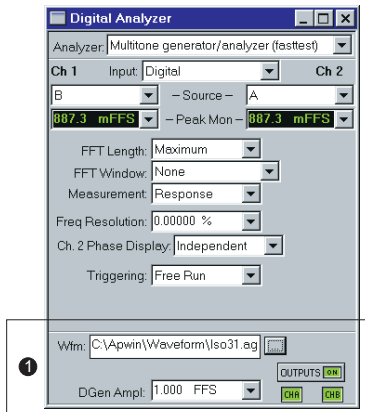 Digital Analyzer
Analyzer: Multitone generator/analyzer (fasttest)
Ch 1 Input: Digital Ch 2
B – Source – A
887.3 mFFS – Peak Mon – 887.3 mFFS
FFT Length: Maximum
FFT Window: None
Measurement: Response
Freq Resolution: 0.00000 %
Ch. 2 Phase Display: Independent
Triggering: Free Run
Wfm: C:\Apwin\Waveform\Iso31.ag ...
1
OUTPUTS ON
DGen Ampl: 1.000 FFS CHA CHB